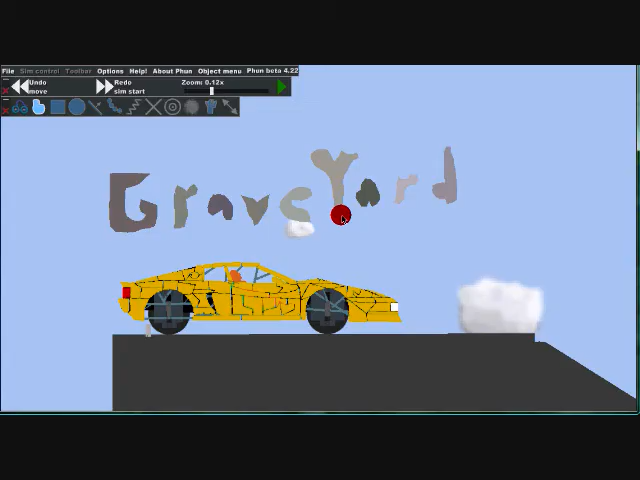 File Sim control Toolbar Options Help! About Phun Object menu Phun beta 4.22
Undo Redo Zoom: 0.12x
move sim start
GraveYard